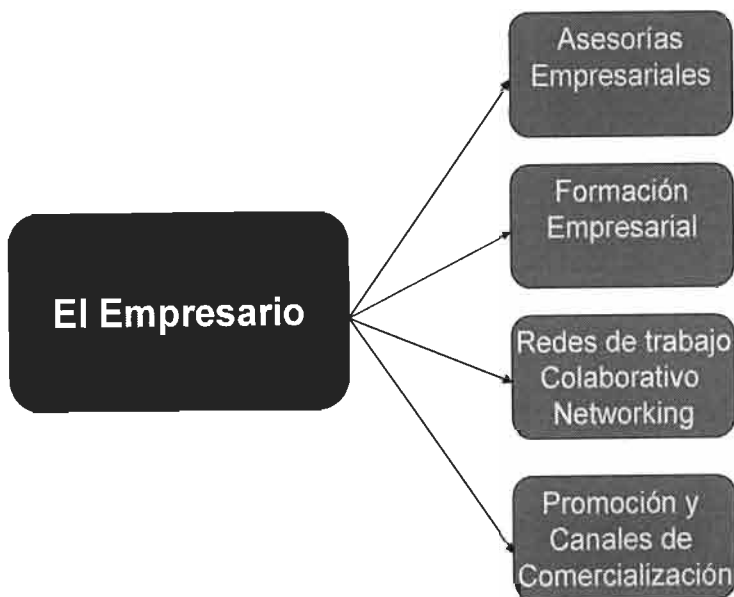 El Empresario
Asesorías
Empresariales
Formación
Empresarial
Redes de trabajo
Colaborativo
Networking
Promoción y
Canales de
Comercialización